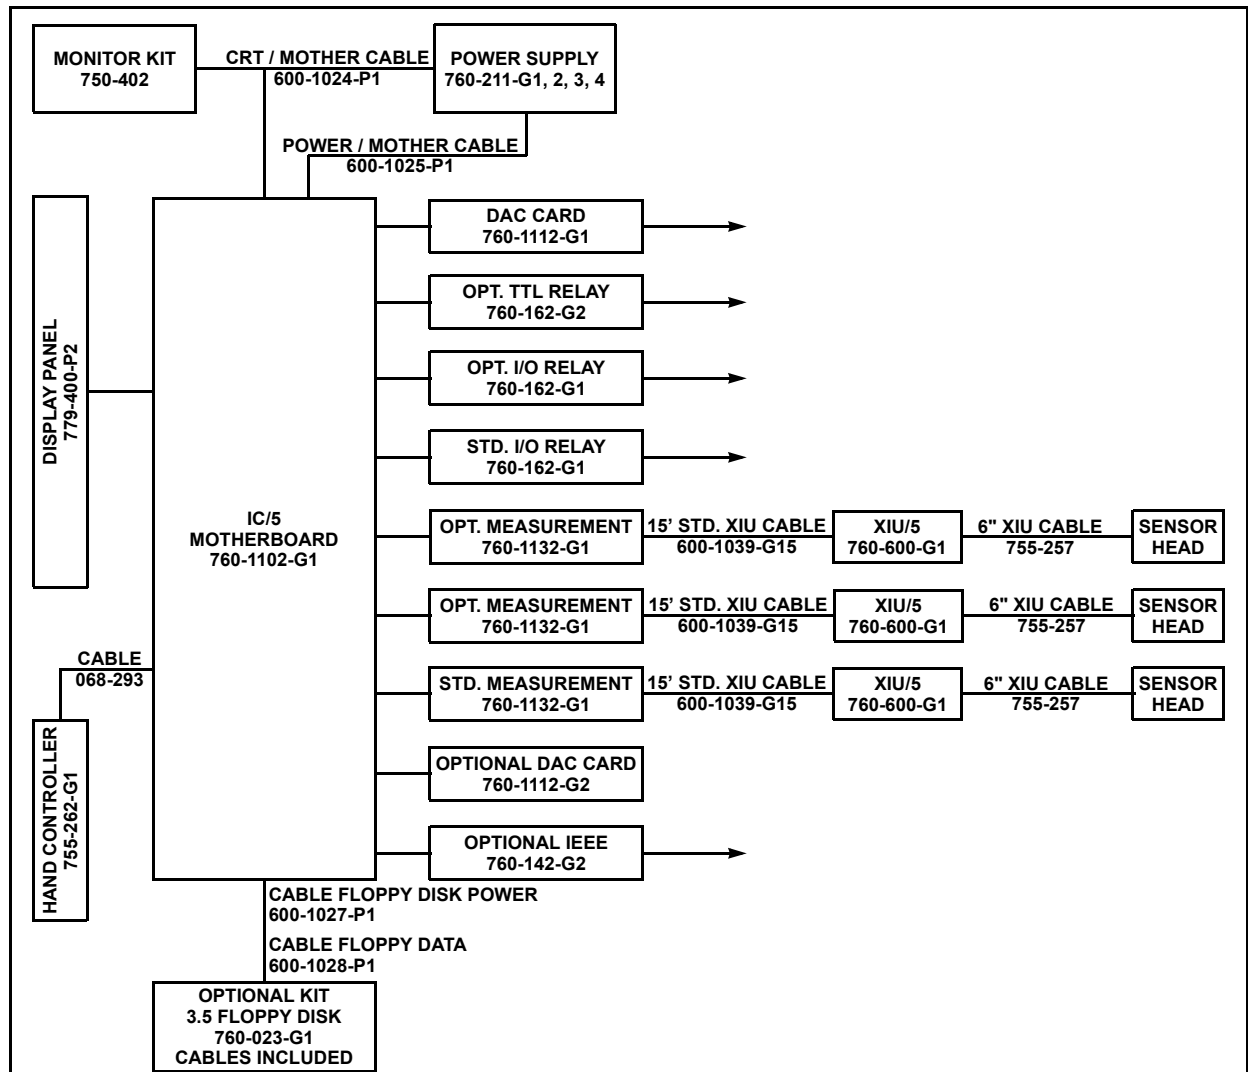 MONITOR KIT
750-402
CRT / MOTHER CABLE
600-1024-P1
POWER SUPPLY
760-211-G1, 2, 3, 4
POWER / MOTHER CABLE
600-1025-P1
DISPLAY PANEL
779-400-P2
IC/5
MOTHERBOARD
760-1102-G1
DAC CARD
760-1112-G1
OPT. TTL RELAY
760-162-G2
OPT. I/O RELAY
760-162-G1
STD. I/O RELAY
760-162-G1
OPT. MEASUREMENT
760-1132-G1
15’ STD. XIU CABLE
600-1039-G15
XIU/5
760-600-G1
6" XIU CABLE
755-257
SENSOR
HEAD
OPT. MEASUREMENT
760-1132-G1
15’ STD. XIU CABLE
600-1039-G15
XIU/5
760-600-G1
6" XIU CABLE
755-257
SENSOR
HEAD
STD. MEASUREMENT
760-1132-G1
15’ STD. XIU CABLE
600-1039-G15
XIU/5
760-600-G1
6" XIU CABLE
755-257
SENSOR
HEAD
CABLE
068-293
HAND CONTROLLER
755-262-G1
OPTIONAL DAC CARD
760-1112-G2
OPTIONAL IEEE
760-142-G2
CABLE FLOPPY DISK POWER
600-1027-P1
CABLE FLOPPY DATA
600-1028-P1
OPTIONAL KIT
3.5 FLOPPY DISK
760-023-G1
CABLES INCLUDED